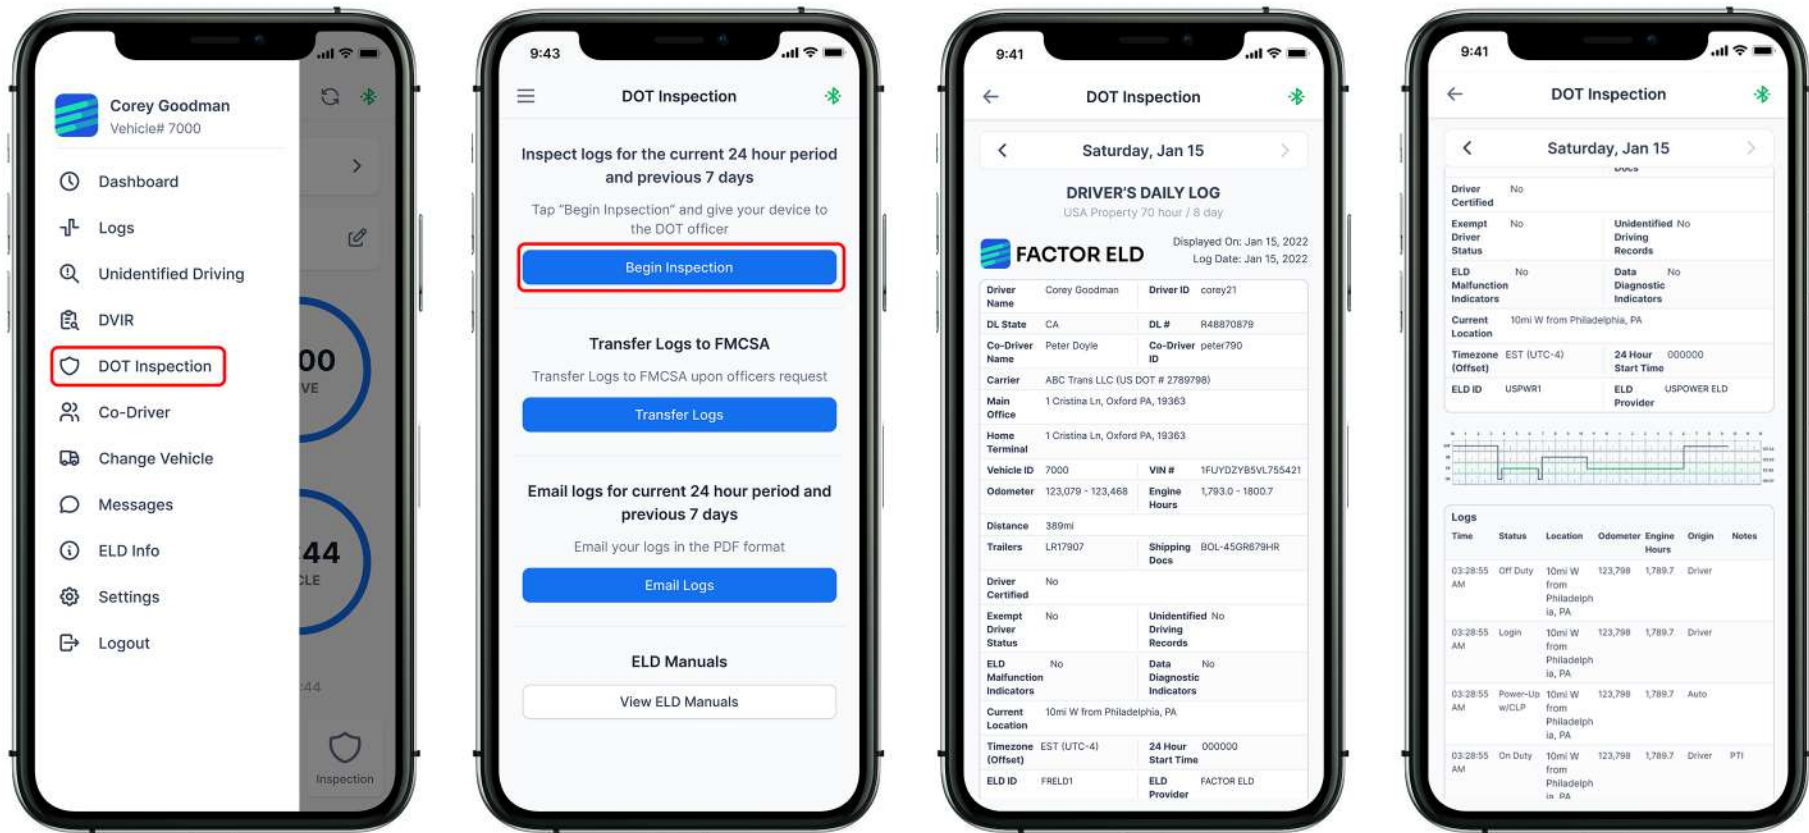 Corey Goodman
Vehicle# 7000
Dashboard
Logs
Unidentified Driving
DVIR
DOT Inspection
Co-Driver
Change Vehicle
Messages
ELD Info
Settings
Logout
00
VE
44
CLE
:44
Inspection
9:43
DOT Inspection
Inspect logs for the current 24 hour period
and previous 7 days
Tap "Begin Inpsection" and give your device to
the DOT officer
Begin Inspection
Transfer Logs to FMCSA
Transfer Logs to FMCSA upon officers request
Transfer Logs
Email logs for current 24 hour period and
previous 7 days
Email your logs in the PDF format
Email Logs
ELD Manuals
View ELD Manuals
9:41
DOT Inspection
Saturday, Jan 15
DRIVER'S DAILY LOG
USA Property 70 hour / 8 day
FACTOR ELD
Displayed On: Jan 15, 2022
Log Date: Jan 15, 2022
Driver Name Corey Goodman Driver ID corey21
DL State CA DL # R48870879
Co-Driver Name Peter Doyle Co-Driver ID peter790
Carrier ABC Trans LLC (US DOT # 2789798)
Main Office 1 Cristina Ln, Oxford PA, 19363
Home Terminal 1 Cristina Ln, Oxford PA, 19363
Vehicle ID 7000 VIN # 1FUYDZYB5VL755421
Odometer 123,079 - 123,468 Engine Hours 1,793.0 - 1800.7
Distance 389mi
Trailers LR17907 Shipping Docs BOL-45GR679HR
Driver Certified No
Exempt Driver Status No Unidentified Driving Records No
ELD Malfunction Indicators No Data Diagnostic Indicators No
Current Location 10mi W from Philadelphia, PA
Timezone (Offset) EST (UTC-4) 24 Hour Start Time 000000
ELD ID FRELD1 ELD Provider FACTOR ELD
9:41
DOT Inspection
Saturday, Jan 15
Docs
Driver Certified No
Exempt Driver Status No Unidentified Driving Records No
ELD Malfunction Indicators No Data Diagnostic Indicators No
Current Location 10mi W from Philadelphia, PA
Timezone (Offset) EST (UTC-4) 24 Hour Start Time 000000
ELD ID USPWR1 ELD Provider USPOWER ELD
Logs
Time Status Location Odometer Engine Hours Origin Notes
03:28:55 AM Off Duty 10mi W from Philadelphia, PA 123,798 1,789.7 Driver
03:28:55 AM Login 10mi W from Philadelphia, PA 123,798 1,789.7 Driver
03:28:55 AM Power-Up w/CLP 10mi W from Philadelphia, PA 123,798 1,789.7 Auto
03:28:55 AM On Duty 10mi W from Philadelphia, PA 123,798 1,789.7 Driver PTI